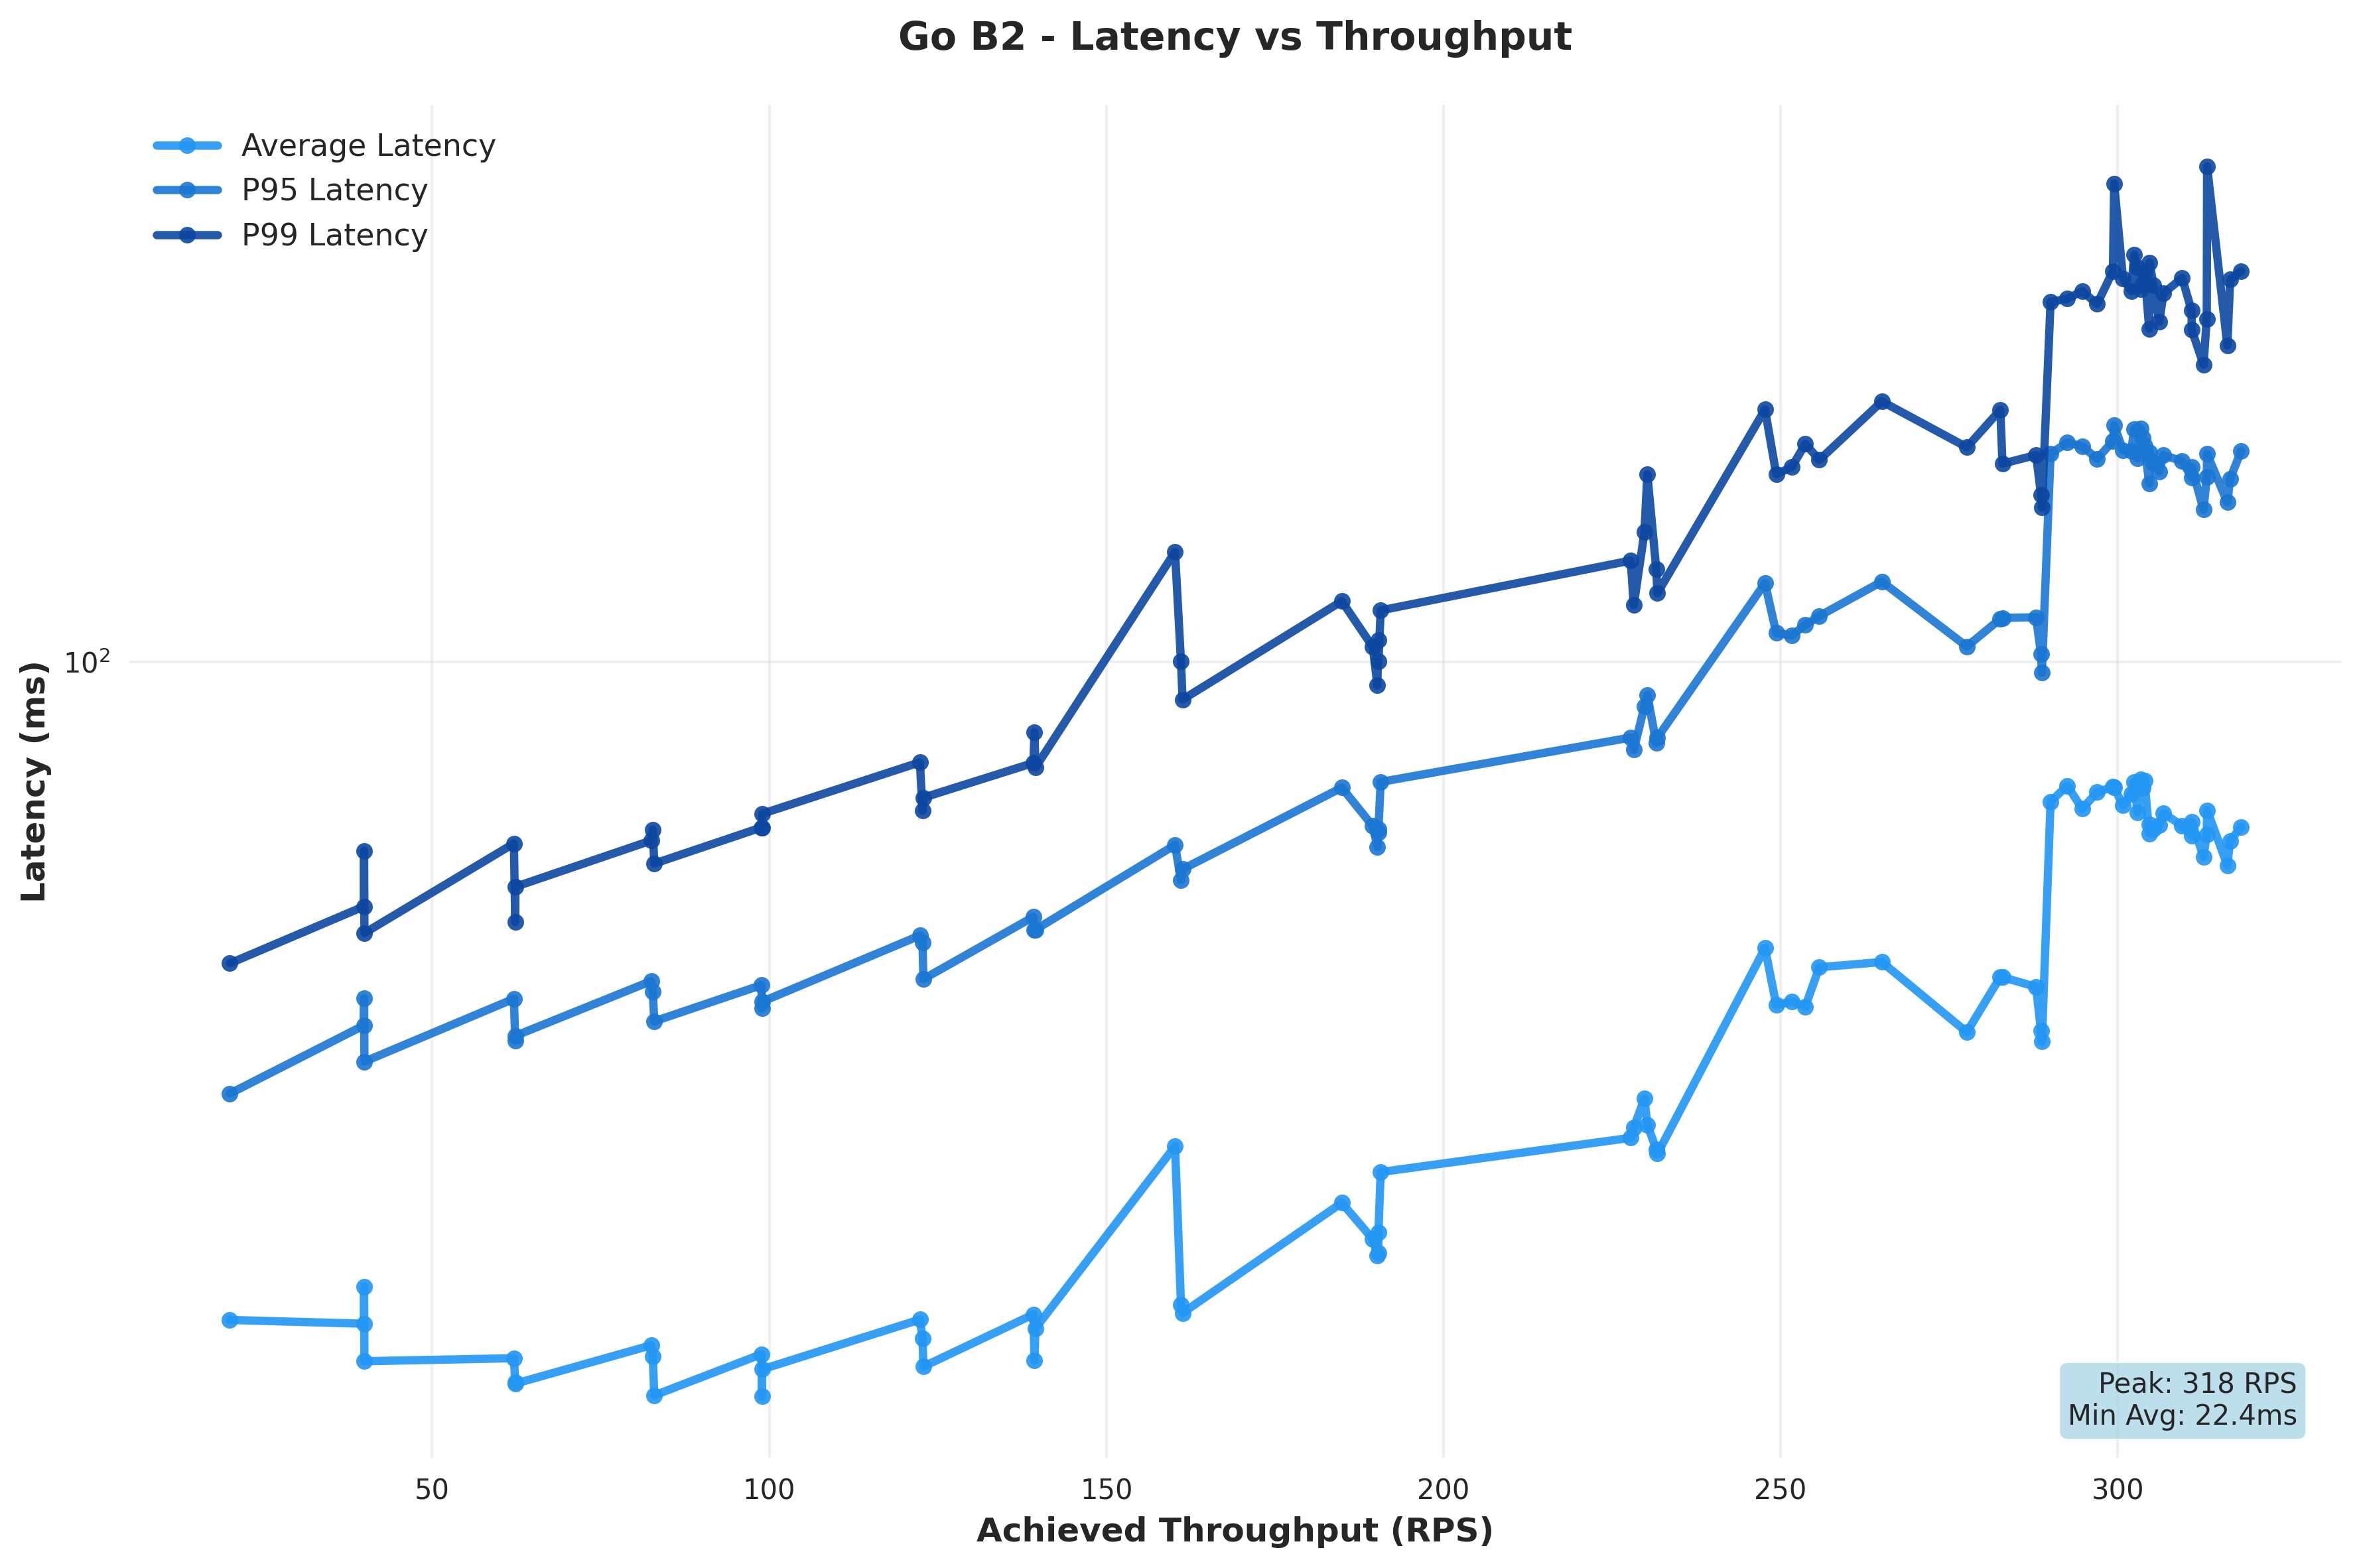 Go B2 - Latency vs Throughput
Average Latency
P95 Latency
P99 Latency
Latency (ms)
10²
Peak: 318 RPS
Min Avg: 22.4ms
50 100 150 200 250 300
Achieved Throughput (RPS)